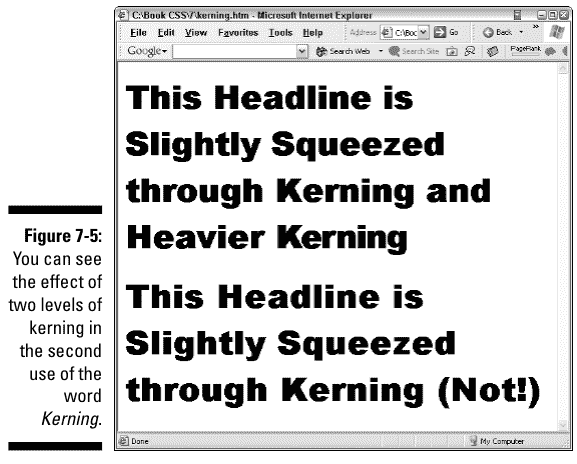 C:\Book CSS\7\kerning.htm - Microsoft Internet Explorer
File Edit View Favorites Tools Help Address C:\Boc Go Back »
Google Search Web Search Site PageRank
This Headline is
Slightly Squeezed
through Kerning and
Heavier Kerning
This Headline is
Slightly Squeezed
through Kerning (Not!)
Done My Computer
Figure 7-5:
You can see
the effect of
two levels of
kerning in
the second
use of the
word
Kerning.